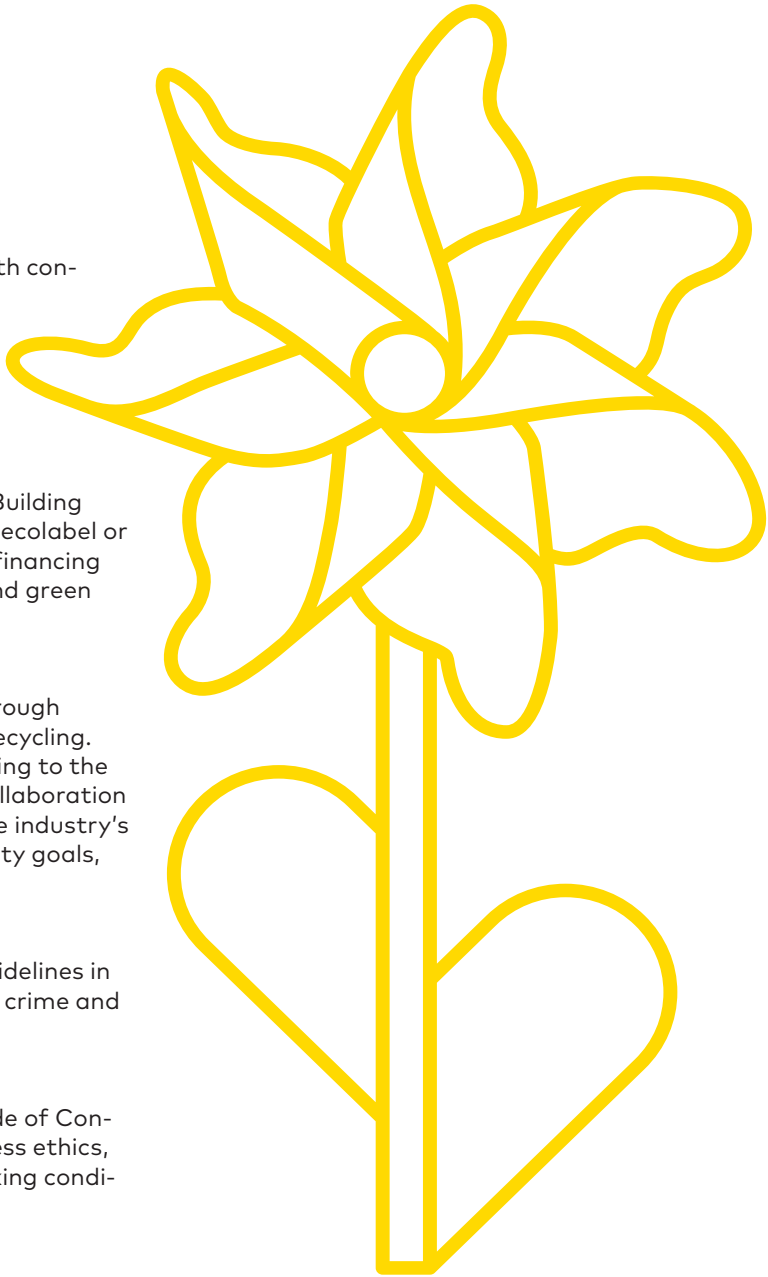 th con-
Building
ecolabel or
financing
nd green
rough
ecycling.
ing to the
llaboration
e industry's
ty goals,
idelines in
crime and
de of Con-
ess ethics,
king condi-